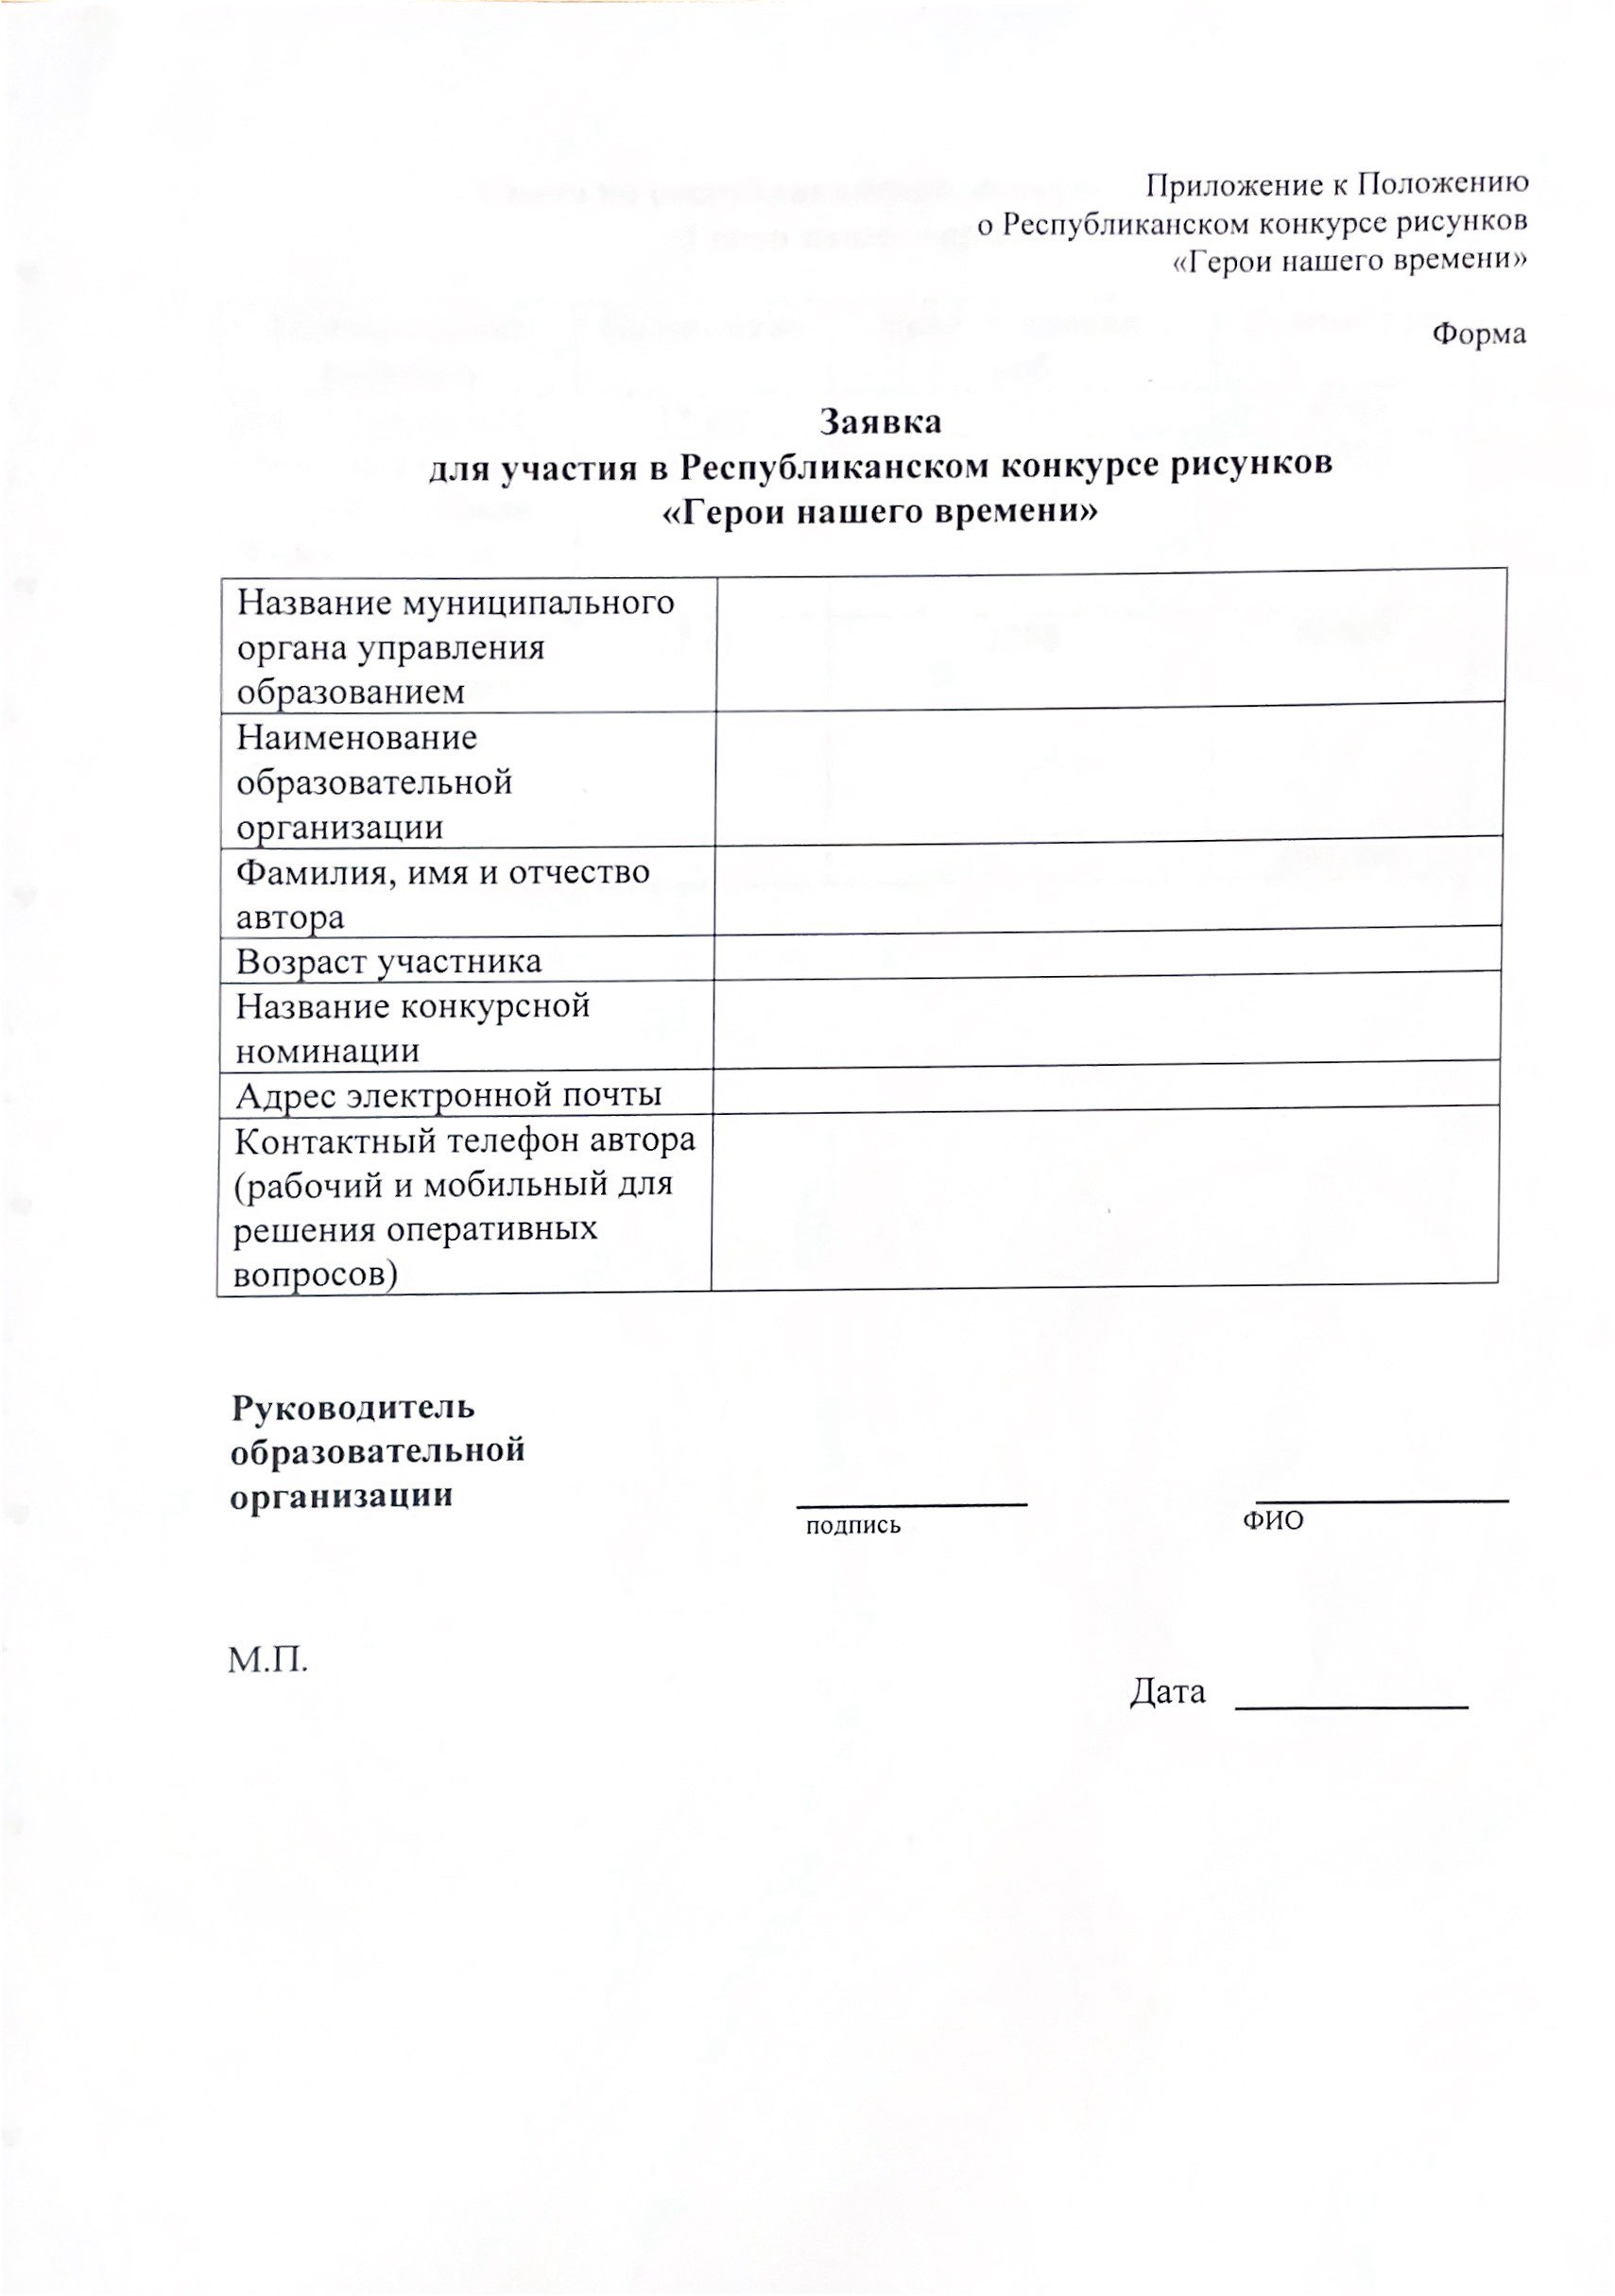 Приложение к Положению
о Республиканском конкурсе рисунков
«Герои нашего времени»
Форма
Заявка
для участия в Республиканском конкурсе рисунков
«Герои нашего времени»
Название муниципального
органа управления
образованием
Наименование
образовательной
организации
Фамилия, имя и отчество
автора
Возраст участника
Название конкурсной
номинации
Адрес электронной почты
Контактный телефон автора
(рабочий и мобильный для
решения оперативных
вопросов)
Руководитель
образовательной
организации
подпись
ФИО
М.П.
Дата